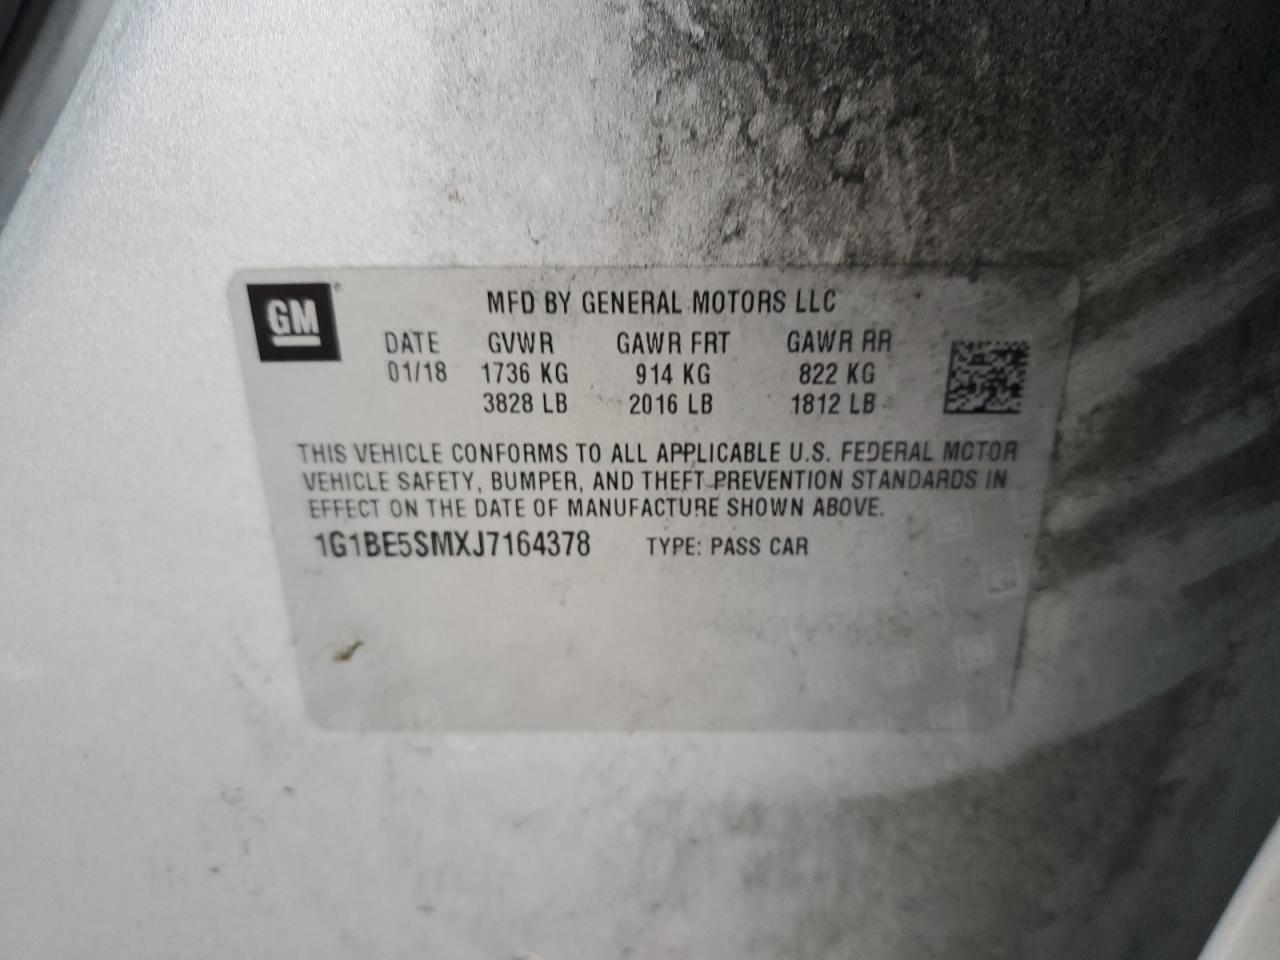 GM®
MFD BY GENERAL MOTORS LLC
DATE GVWR GAWR FRT GAWR RR
01/18 1736 KG 914 KG 822 KG
3828 LB 2016 LB 1812 LB
THIS VEHICLE CONFORMS TO ALL APPLICABLE U.S. FEDERAL MOTOR
VEHICLE SAFETY, BUMPER, AND THEFT PREVENTION STANDARDS IN
EFFECT ON THE DATE OF MANUFACTURE SHOWN ABOVE.
1G1BE5SMXJ7164378 TYPE: PASS CAR